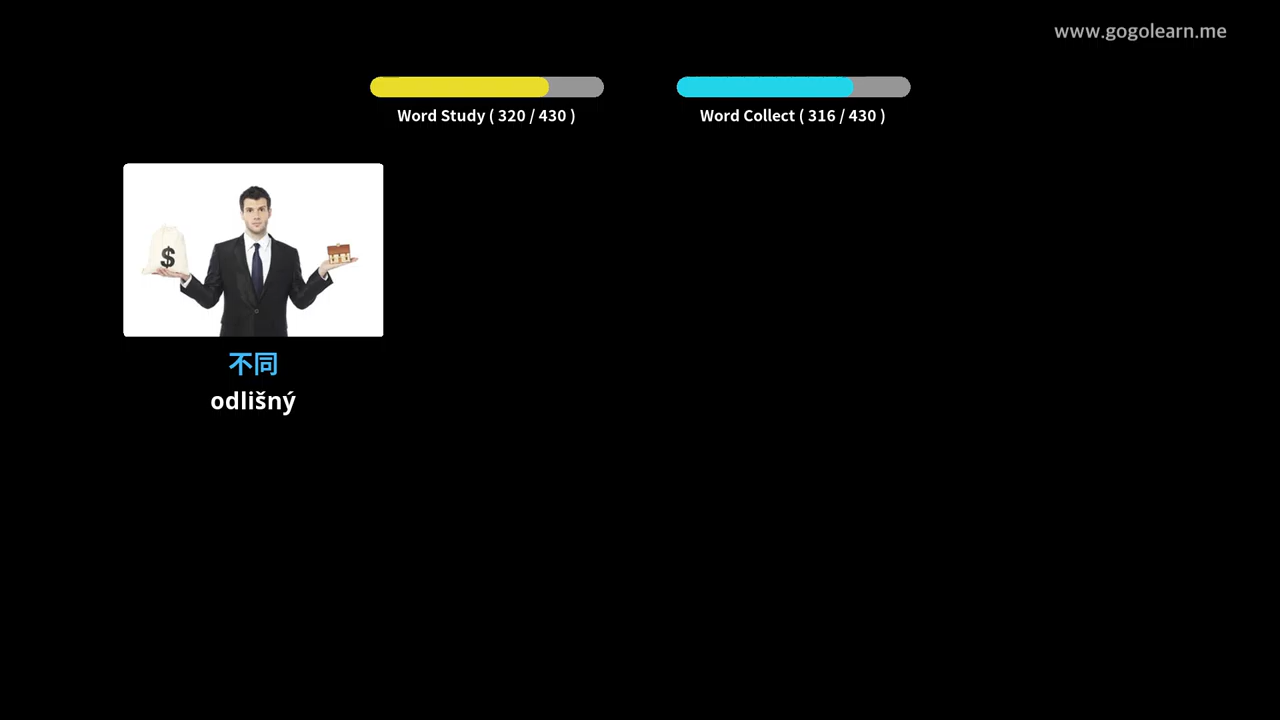 www.gogolearn.me
Word Study ( 320 / 430 )
Word Collect ( 316 / 430 )
$
不同
odlišný